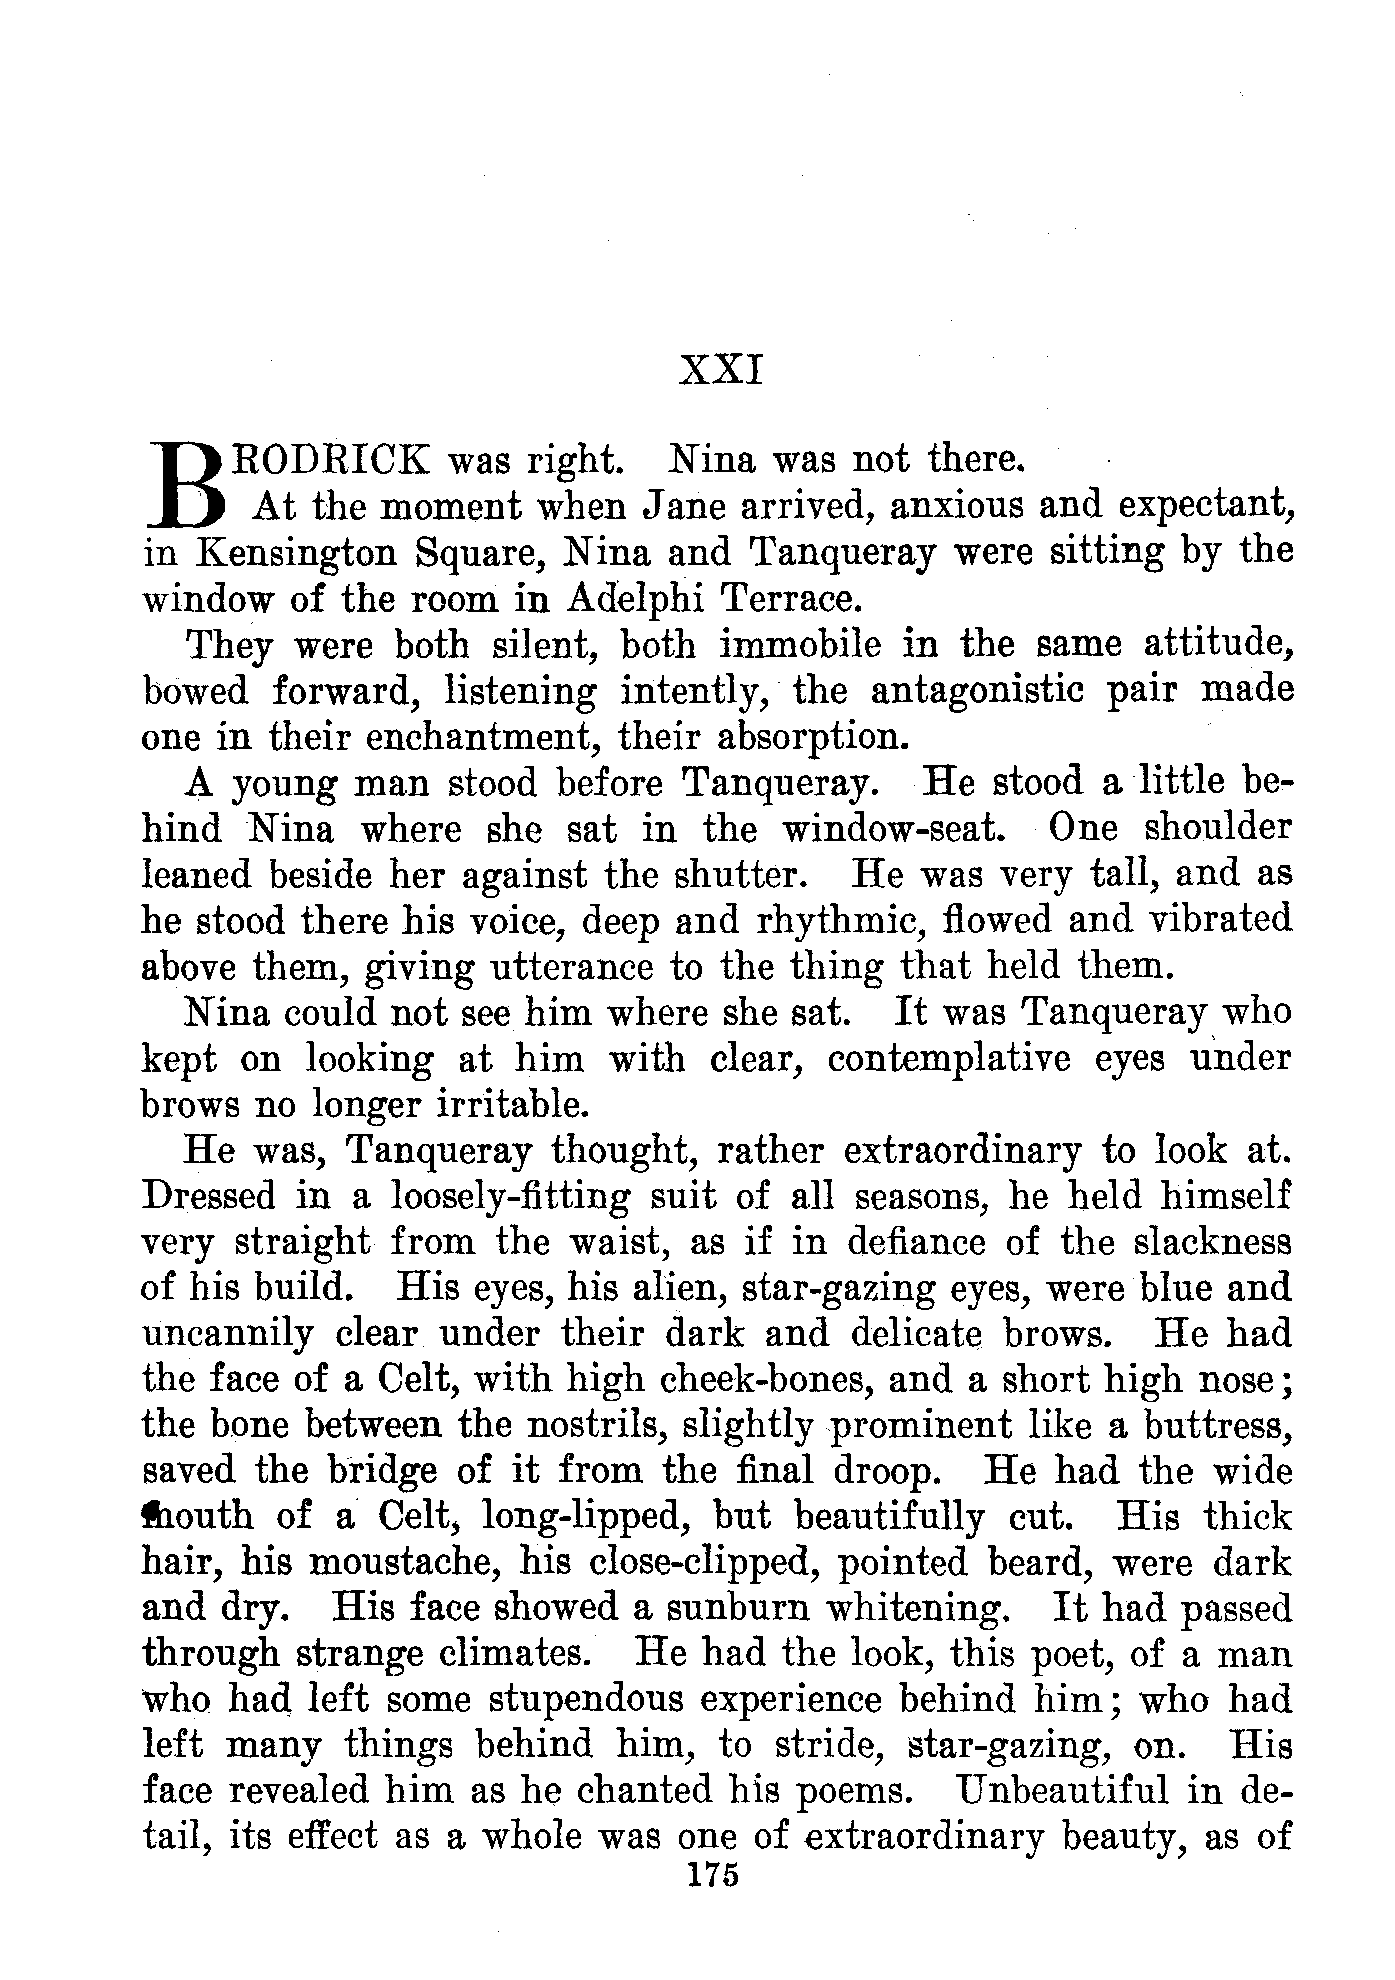 XXI
BRODRICK was right. Nina was not there.
At the moment when Jane arrived, anxious and expectant,
in Kensington Square, Nina and Tanqueray were sitting by the
window of the room in Adelphi Terrace.
They were both silent, both immobile in the same attitude,
bowed forward, listening intently, the antagonistic pair made
one in their enchantment, their absorption.
A young man stood before Tanqueray. He stood a little be-
hind Nina where she sat in the window-seat. One shoulder
leaned beside her against the shutter. He was very tall, and as
he stood there his voice, deep and rhythmic, flowed and vibrated
above them, giving utterance to the thing that held them.
Nina could not see him where she sat. It was Tanqueray who
kept on looking at him with clear, contemplative eyes under
brows no longer irritable.
He was, Tanqueray thought, rather extraordinary to look at.
Dressed in a loosely-fitting suit of all seasons, he held himself
very straight from the waist, as if in defiance of the slackness
of his build. His eyes, his alien, star-gazing eyes, were blue and
uncannily clear under their dark and delicate brows. He had
the face of a Celt, with high cheek-bones, and a short high nose;
the bone between the nostrils, slightly prominent like a buttress,
saved the bridge of it from the final droop. He had the wide
mouth of a Celt, long-lipped, but beautifully cut. His thick
hair, his moustache, his close-clipped, pointed beard, were dark
and dry. His face showed a sunburn whitening. It had passed
through strange climates. He had the look, this poet, of a man
who had left some stupendous experience behind him; who had
left many things behind him, to stride, star-gazing, on. His
face revealed him as he chanted his poems. Unbeautiful in de-
tail, its effect as a whole was one of extraordinary beauty, as of
175